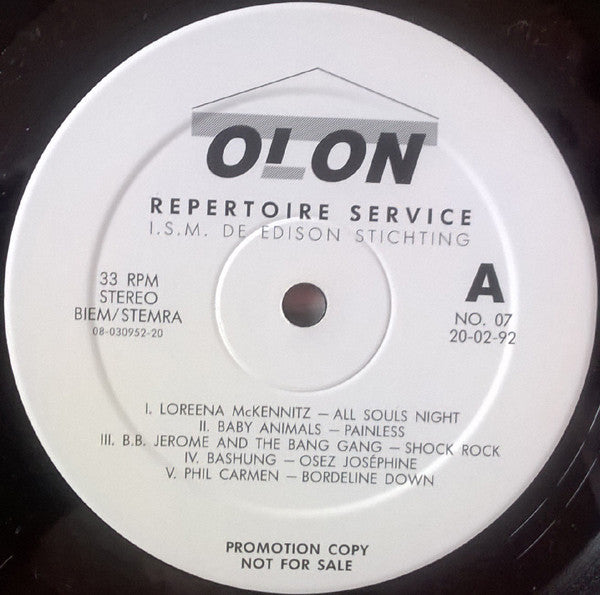 OLON
REPERTOIRE SERVICE
I.S.M. DE EDISON STICHTING
33 RPM
STEREO
BIEM/STEMRA
08-030952-20
A
NO. 07
20-02-92
I. LOREENA McKENNITZ – ALL SOULS NIGHT
II. BABY ANIMALS – PAINLESS
III. B.B. JEROME AND THE BANG GANG – SHOCK ROCK
IV. BASHUNG – OSEZ JOSÉPHINE
V. PHIL CARMEN – BORDELINE DOWN
PROMOTION COPY
NOT FOR SALE